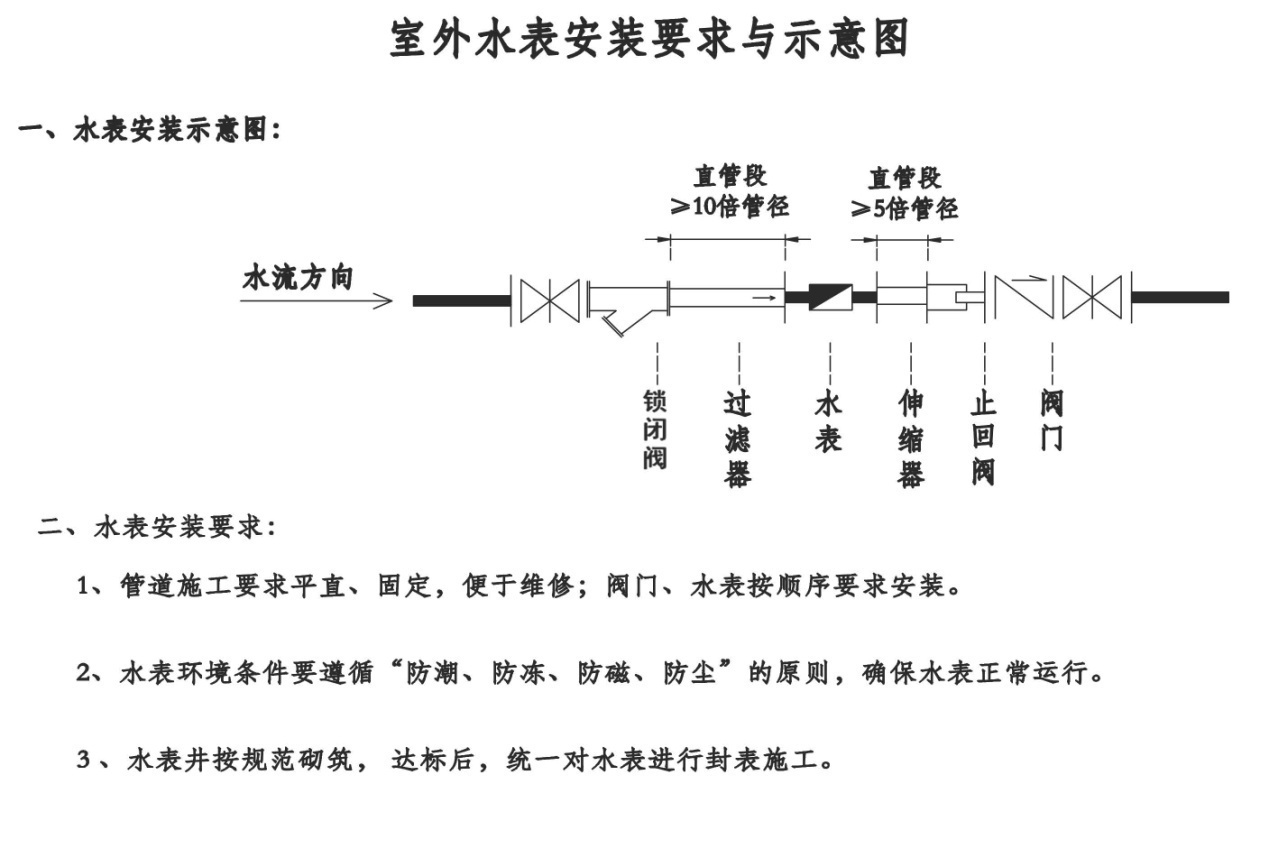 室外水表安装要求与示意图
一、水表安装示意图：
直管段
≥10倍管径
直管段
≥5倍管径
水流方向
锁闭阀
过滤器
水表
伸缩器
止回阀
阀门
二、水表安装要求：
1、管道施工要求平直、固定，便于维修；阀门、水表按顺序要求安装。
2、水表环境条件要遵循“防潮、防冻、防磁、防尘”的原则，确保水表正常运行。
3、水表井按规范砌筑，达标后，统一对水表进行封表施工。